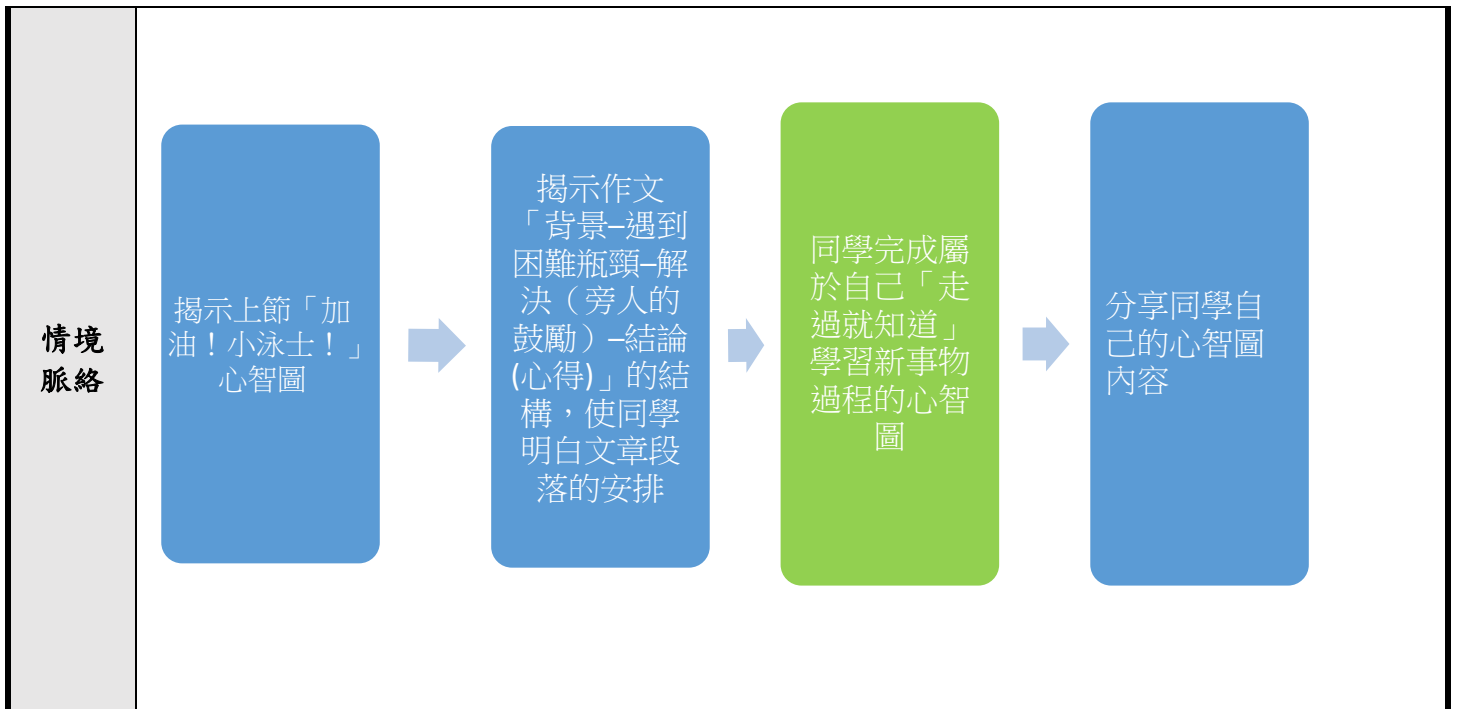 情境
脈絡
揭示上節「加
油！小泳士！」
心智圖
揭示作文
「背景–遇到
困難瓶頸–解
決（旁人的
鼓勵）–結論
(心得)」的結
構，使同學
明白文章段
落的安排
同學完成屬
於自己「走
過就知道」
學習新事物
過程的心智
圖
分享同學自
己的心智圖
內容